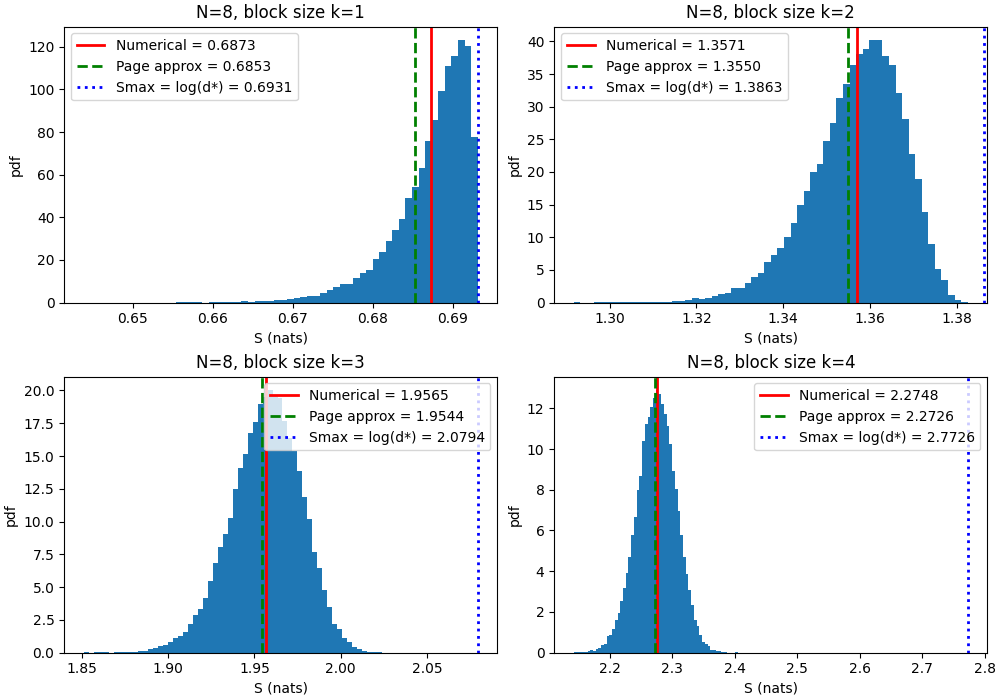 N=8, block size k=1
Numerical = 0.6873
Page approx = 0.6853
Smax = log(d*) = 0.6931
pdf
120
100
80
60
40
20
0
0.65 0.66 0.67 0.68 0.69
S (nats)
N=8, block size k=2
Numerical = 1.3571
Page approx = 1.3550
Smax = log(d*) = 1.3863
pdf
40
35
30
25
20
15
10
5
0
1.30 1.32 1.34 1.36 1.38
S (nats)
N=8, block size k=3
Numerical = 1.9565
Page approx = 1.9544
Smax = log(d*) = 2.0794
pdf
20.0
17.5
15.0
12.5
10.0
7.5
5.0
2.5
0.0
1.85 1.90 1.95 2.00 2.05
S (nats)
N=8, block size k=4
Numerical = 2.2748
Page approx = 2.2726
Smax = log(d*) = 2.7726
pdf
12
10
8
6
4
2
0
2.2 2.3 2.4 2.5 2.6 2.7 2.8
S (nats)